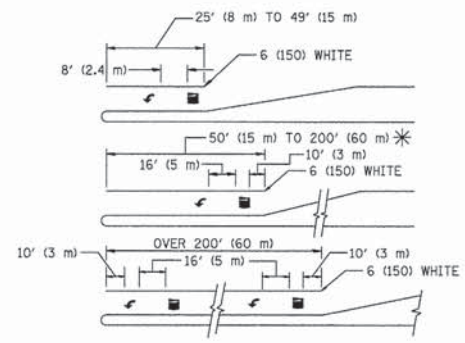 25' (8 m) TO 49' (15 m)
6 (150) WHITE
8' (2.4 m)
50' (15 m) TO 200' (60 m) ✳
16' (5 m)
10' (3 m)
6 (150) WHITE
OVER 200' (60 m)
10' (3 m)
16' (5 m)
10' (3 m)
6 (150) WHITE